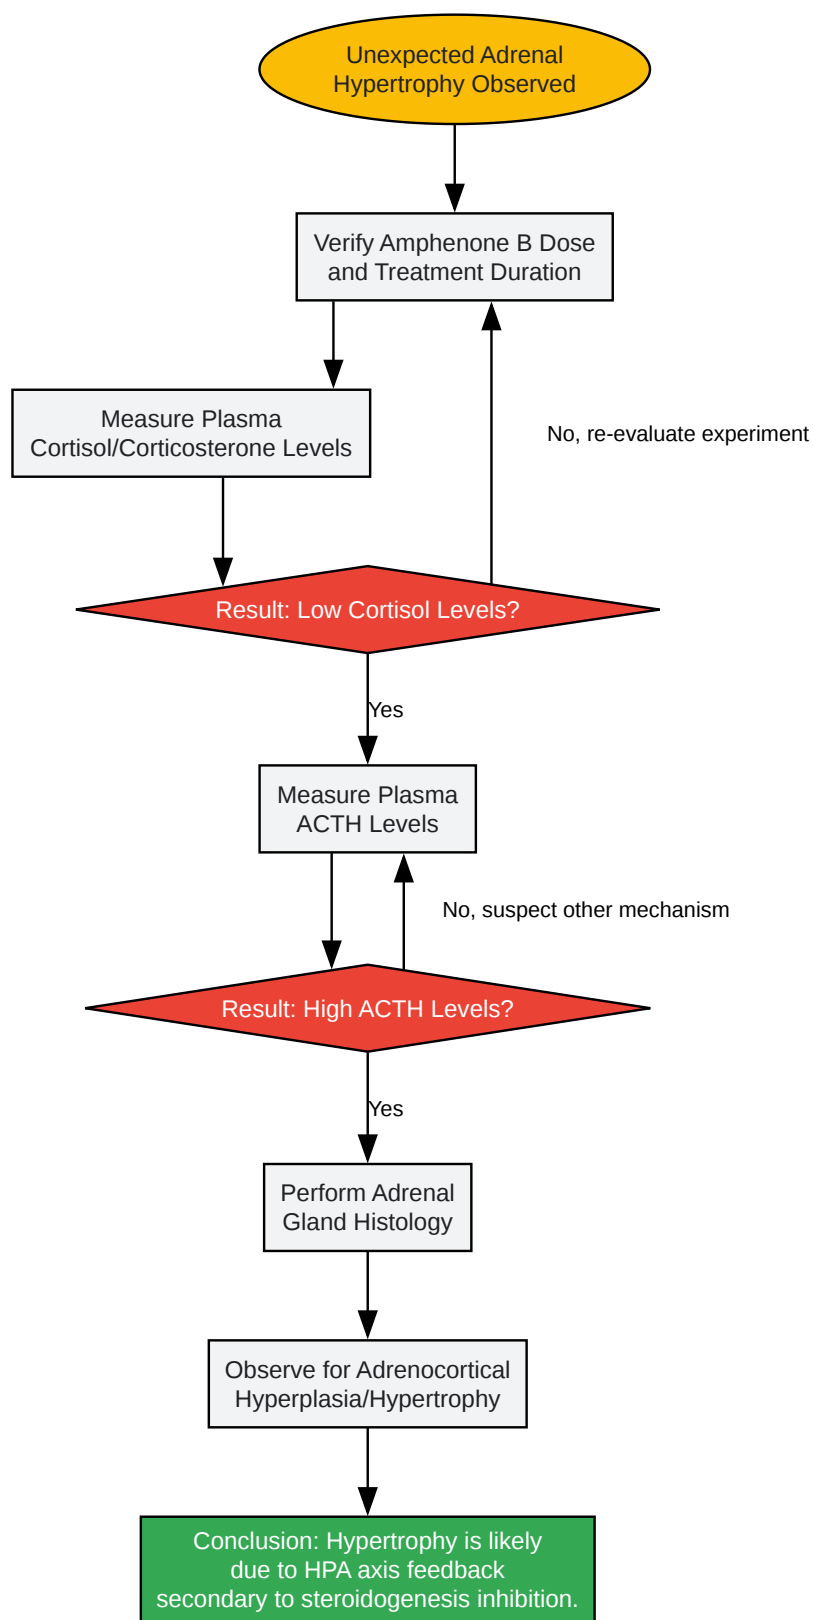 Unexpected Adrenal
Hypertrophy Observed
Verify Amphenone B Dose
and Treatment Duration
Measure Plasma
Cortisol/Corticosterone Levels
No, re-evaluate experiment
Result: Low Cortisol Levels?
Yes
Measure Plasma
ACTH Levels
No, suspect other mechanism
Result: High ACTH Levels?
Yes
Perform Adrenal
Gland Histology
Observe for Adrenocortical
Hyperplasia/Hypertrophy
Conclusion: Hypertrophy is likely
due to HPA axis feedback
secondary to steroidogenesis inhibition.